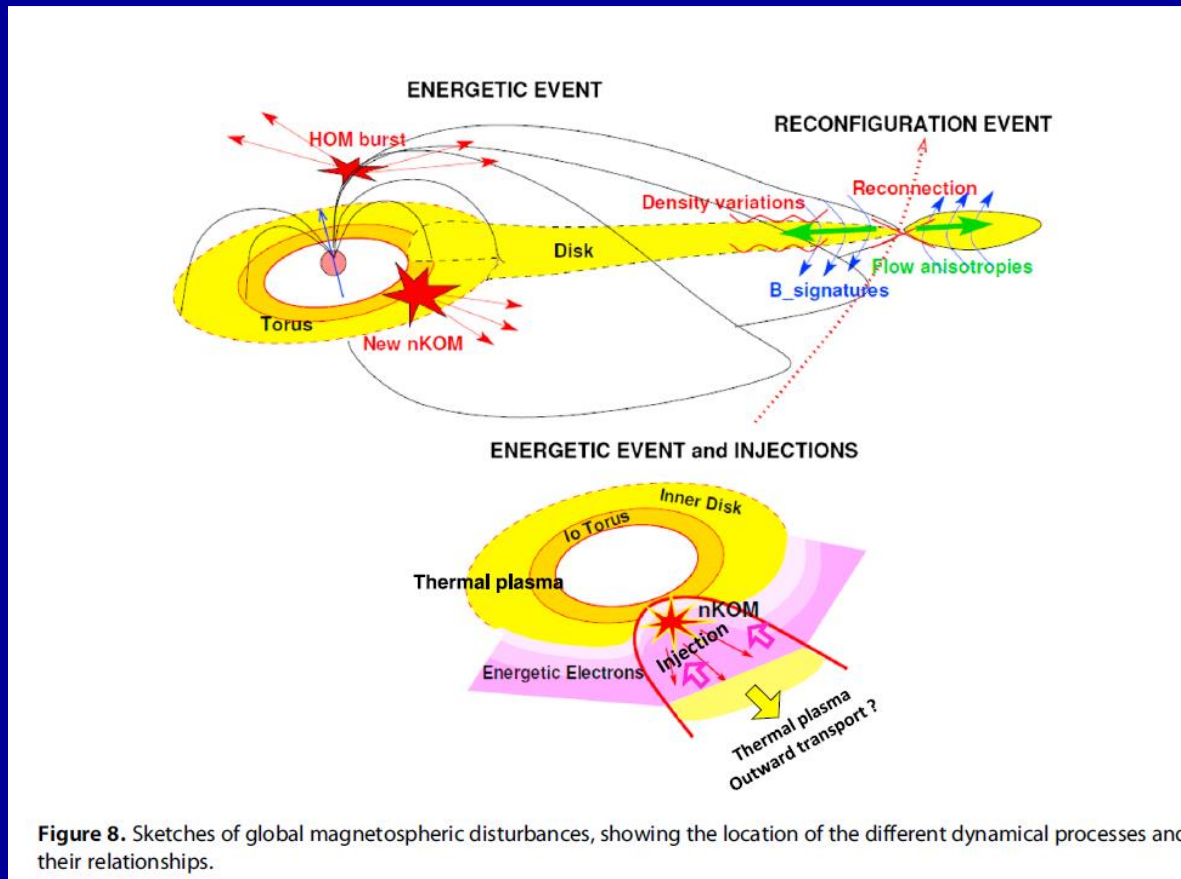 ENERGETIC EVENT
HOM burst
RECONFIGURATION EVENT
Density variations
Reconnection
Disk
Flow anisotropies
B_signatures
Torus
New nKOM
ENERGETIC EVENT and INJECTIONS
Inner Disk
Io Torus
Thermal plasma
nKOM
Injection
Energetic Electrons
Thermal plasma
Outward transport ?
Figure 8. Sketches of global magnetospheric disturbances, showing the location of the different dynamical processes and
their relationships.